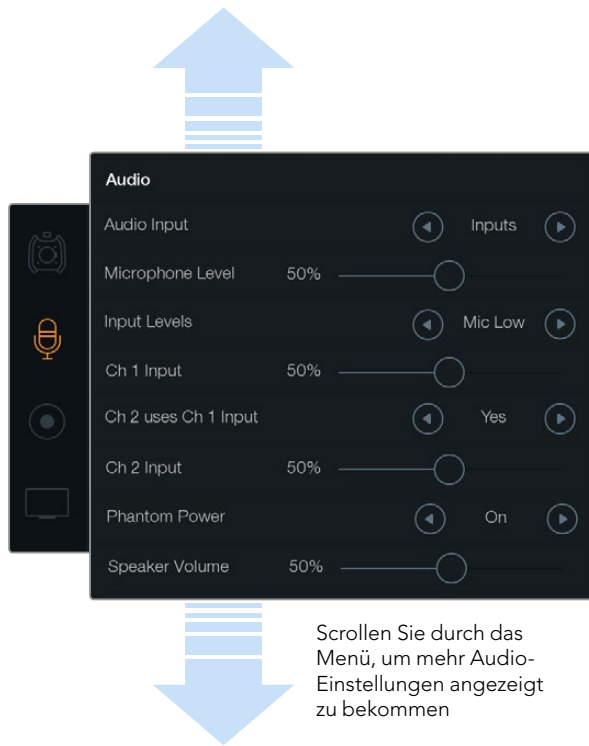 Audio
Audio Input Inputs
Microphone Level 50%
Input Levels Mic Low
Ch 1 Input 50%
Ch 2 uses Ch 1 Input Yes
Ch 2 Input 50%
Phantom Power On
Speaker Volume 50%
Scrollen Sie durch das
Menü, um mehr Audio-
Einstellungen angezeigt
zu bekommen